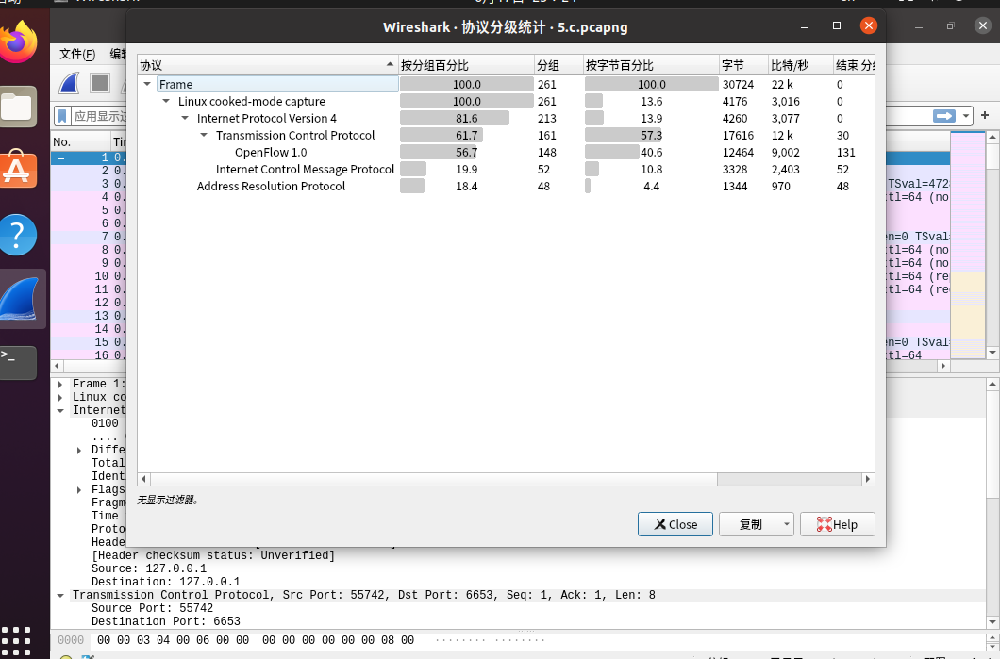 Wireshark · 协议分级统计 · 5.c.pcapng
文件(F) 编辑
应用显示过
No. Tim
协议 按分组百分比 分组 按字节百分比 字节 比特/秒 结束 分组
Frame 100.0 261 100.0 30724 22 k 0
Linux cooked-mode capture 100.0 261 13.6 4176 3,016 0
Internet Protocol Version 4 81.6 213 13.9 4260 3,077 0
Transmission Control Protocol 61.7 161 57.3 17616 12 k 30
OpenFlow 1.0 56.7 148 40.6 12464 9,002 131
Internet Control Message Protocol 19.9 52 10.8 3328 2,403 52
Address Resolution Protocol 18.4 48 4.4 1344 970 48
1 0.
2 0.
3 0. TSval=472
4 0. tl=64 (no
5 0.
6 0.
7 0. en=0 TSval
8 0. tl=64 (no
9 0. tl=64 (no
10 0. tl=64 (re
11 0. tl=64 (re
12 0.
13 0.
14 0.
15 0. en=0 TSval
16 0. tl=64
无显示过滤器。
Close 复制 Help
Frame 1:
Linux co
Internet
0100
....
Diffe
Total
Ident
Flags
Fragm
Time
Proto
Heade
[Header checksum status: Unverified]
Source: 127.0.0.1
Destination: 127.0.0.1
Transmission Control Protocol, Src Port: 55742, Dst Port: 6653, Seq: 1, Ack: 1, Len: 8
Source Port: 55742
Destination Port: 6653
0000 00 00 03 04 00 06 00 00 00 00 00 00 00 00 08 00 ········ ········